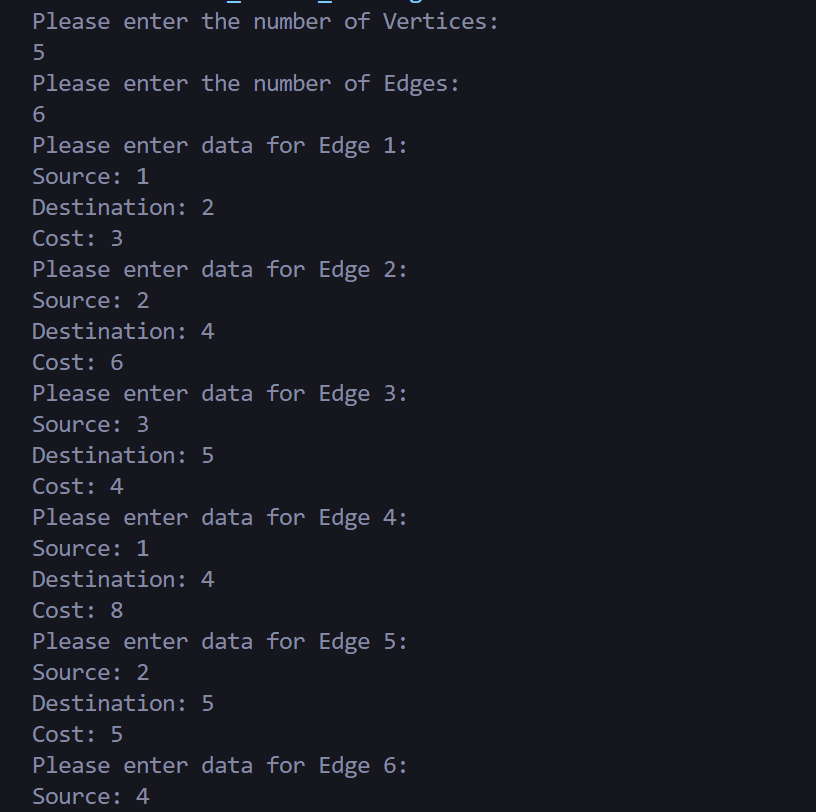 Please enter the number of Vertices:
5
Please enter the number of Edges:
6
Please enter data for Edge 1:
Source: 1
Destination: 2
Cost: 3
Please enter data for Edge 2:
Source: 2
Destination: 4
Cost: 6
Please enter data for Edge 3:
Source: 3
Destination: 5
Cost: 4
Please enter data for Edge 4:
Source: 1
Destination: 4
Cost: 8
Please enter data for Edge 5:
Source: 2
Destination: 5
Cost: 5
Please enter data for Edge 6:
Source: 4